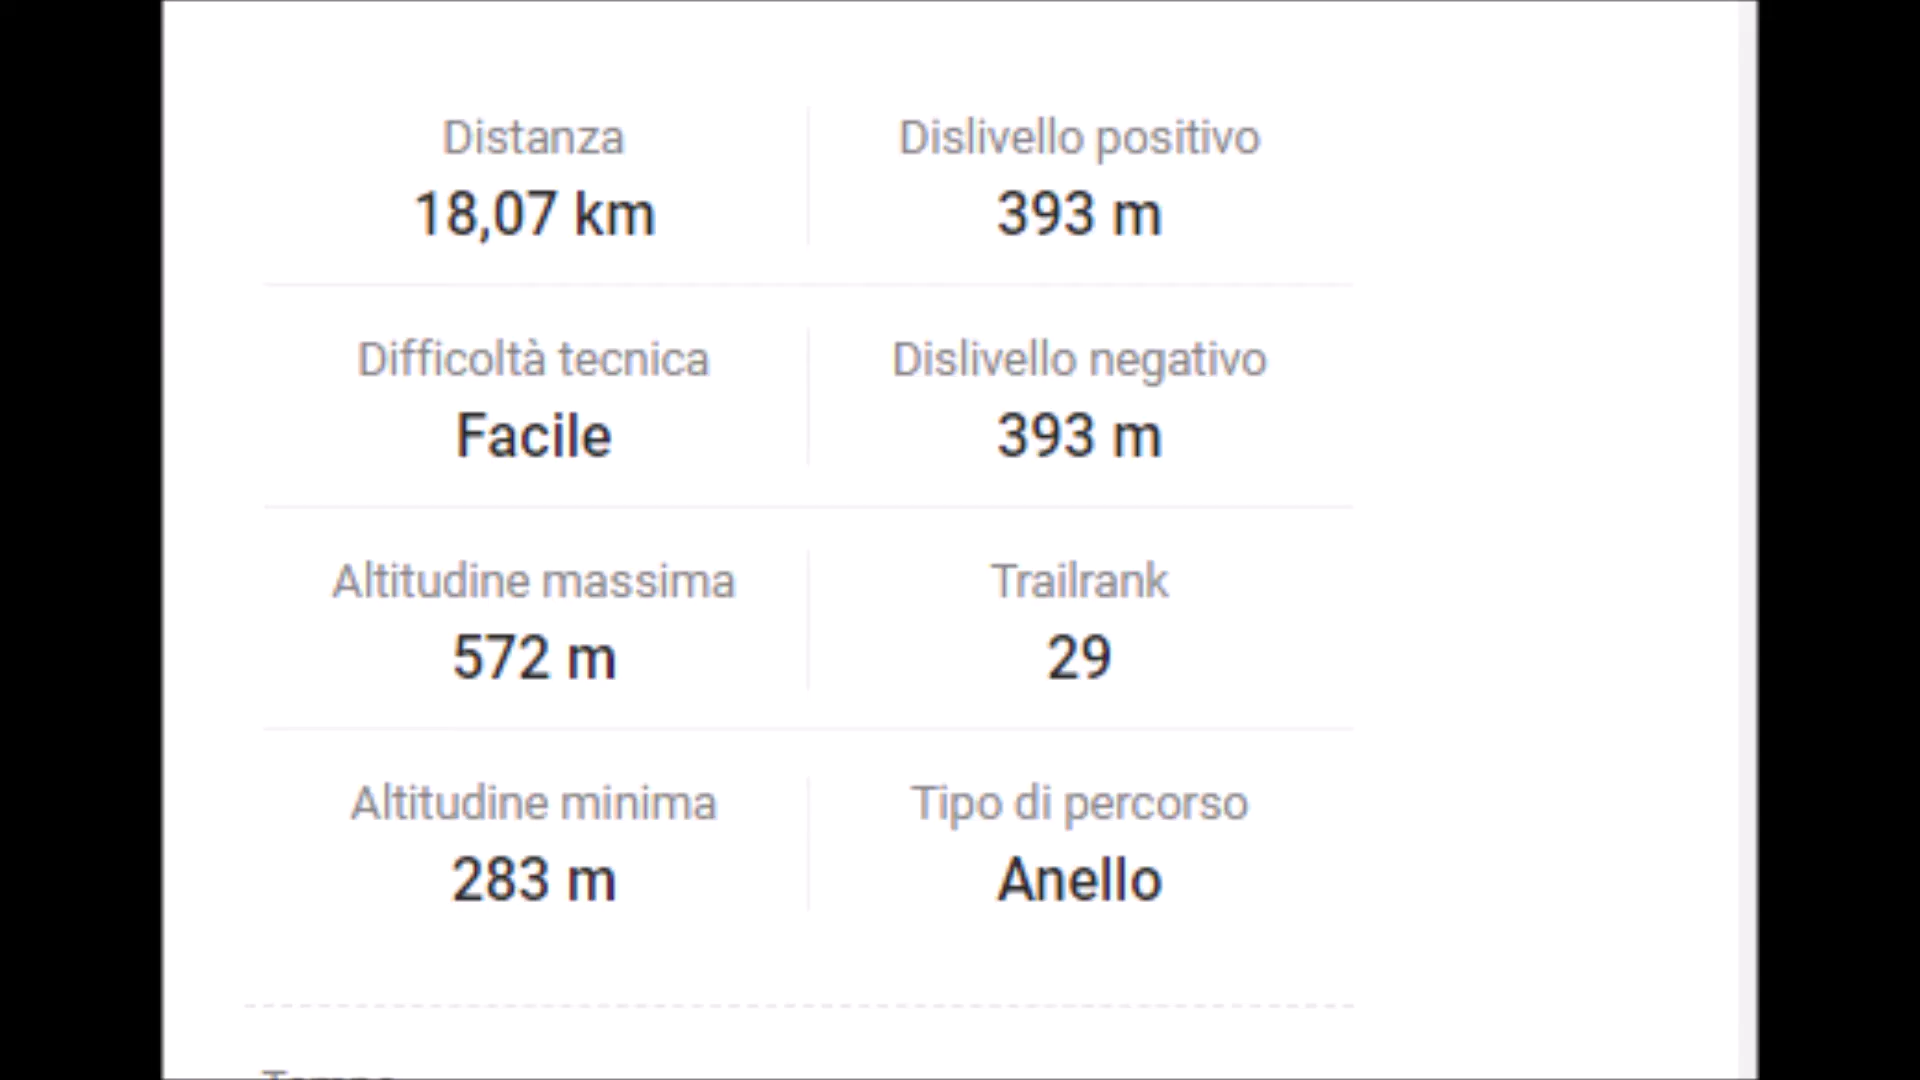 Distanza
18,07 km
Dislivello positivo
393 m
Difficoltà tecnica
Facile
Dislivello negativo
393 m
Altitudine massima
572 m
Trailrank
29
Altitudine minima
283 m
Tipo di percorso
Anello